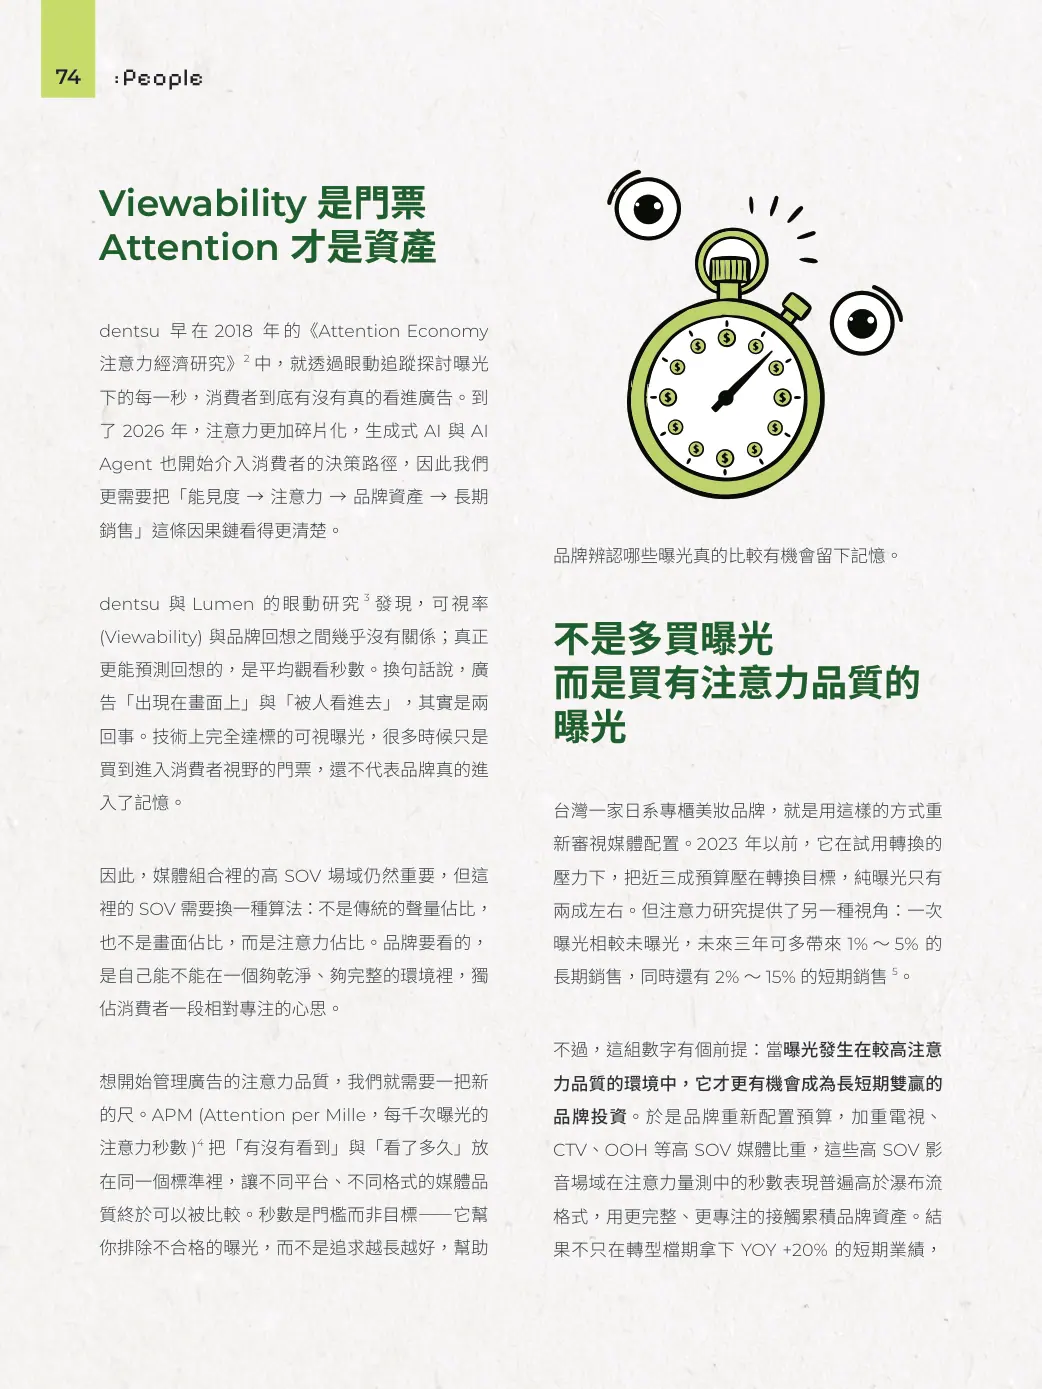 74
:People
Viewability 是門票
Attention 才是資產
dentsu 早在 2018 年的《Attention Economy
注意力經濟研究》2 中，就透過眼動追蹤探討曝光
下的每一秒，消費者到底有沒有真的看進廣告。到
了 2026 年，注意力更加碎片化，生成式 AI 與 AI
Agent 也開始介入消費者的決策路徑，因此我們
更需要把「能見度 → 注意力 → 品牌資產 → 長期
銷售」這條因果鏈看得更清楚。
dentsu 與 Lumen 的眼動研究 3 發現，可視率
(Viewability) 與品牌回想之間幾乎沒有關係；真正
更能預測回想的，是平均觀看秒數。換句話說，廣
告「出現在畫面上」與「被人看進去」，其實是兩
回事。技術上完全達標的可視曝光，很多時候只是
買到進入消費者視野的門票，還不代表品牌真的進
入了記憶。
因此，媒體組合裡的高 SOV 場域仍然重要，但這
裡的 SOV 需要換一種算法：不是傳統的聲量佔比，
也不是畫面佔比，而是注意力佔比。品牌要看的，
是自己能不能在一個夠乾淨、夠完整的環境裡，獨
佔消費者一段相對專注的心思。
想開始管理廣告的注意力品質，我們就需要一把新
的尺。APM (Attention per Mille，每千次曝光的
注意力秒數 )4 把「有沒有看到」與「看了多久」放
在同一個標準裡，讓不同平台、不同格式的媒體品
質終於可以被比較。秒數是門檻而非目標——它幫
你排除不合格的曝光，而不是追求越長越好，幫助
品牌辨認哪些曝光真的比較有機會留下記憶。
不是多買曝光
而是買有注意力品質的
曝光
台灣一家日系專櫃美妝品牌，就是用這樣的方式重
新審視媒體配置。2023 年以前，它在試用轉換的
壓力下，把近三成預算壓在轉換目標，純曝光只有
兩成左右。但注意力研究提供了另一種視角：一次
曝光相較未曝光，未來三年可多帶來 1% ～ 5% 的
長期銷售，同時還有 2% ～ 15% 的短期銷售 5。
不過，這組數字有個前提：當曝光發生在較高注意
力品質的環境中，它才更有機會成為長短期雙贏的
品牌投資。於是品牌重新配置預算，加重電視、
CTV、OOH 等高 SOV 媒體比重，這些高 SOV 影
音場域在注意力量測中的秒數表現普遍高於瀑布流
格式，用更完整、更專注的接觸累積品牌資產。結
果不只在轉型檔期拿下 YOY +20% 的短期業績，